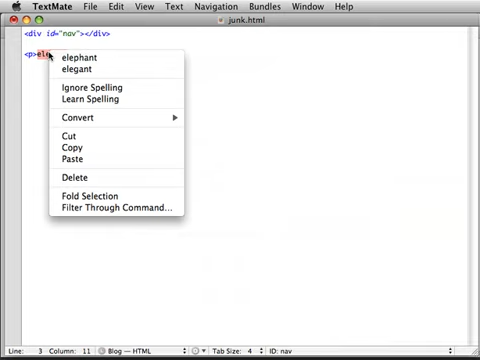 TextMate File Edit View Text Navigation Bundles Window Help
junk.html
<div id="nav"></div>
<p>ele
elephant
elegant
Ignore Spelling
Learn Spelling
Convert
Cut
Copy
Paste
Delete
Fold Selection
Filter Through Command...
Line: 3 Column: 11 Blog — HTML Tab Size: 4 ID: nav